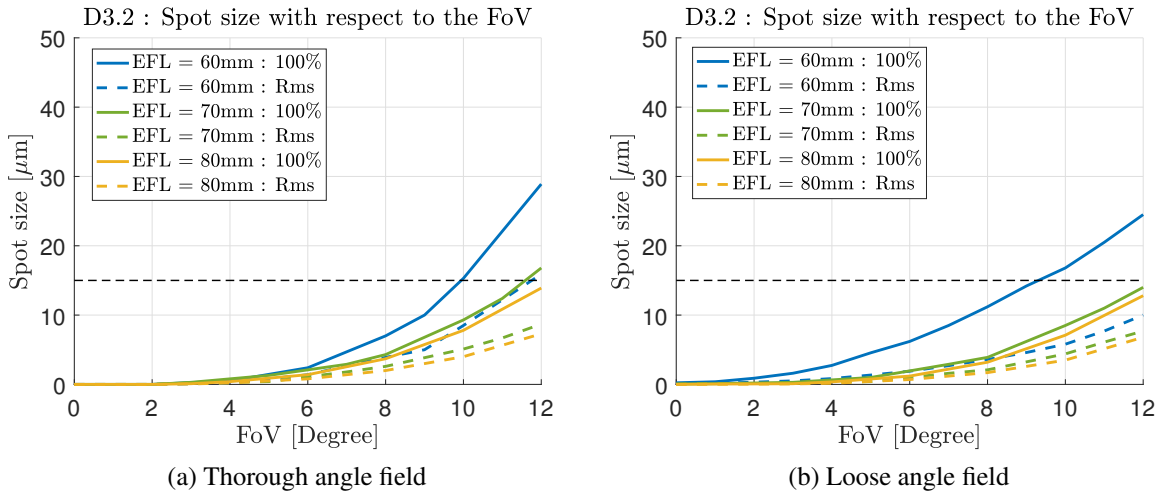 D3.2 : Spot size with respect to the FoV
50
40
30
20
10
0
Spot size [μm]
EFL = 60mm : 100%
EFL = 60mm : Rms
EFL = 70mm : 100%
EFL = 70mm : Rms
EFL = 80mm : 100%
EFL = 80mm : Rms
0 2 4 6 8 10 12
FoV [Degree]
(a) Thorough angle field
D3.2 : Spot size with respect to the FoV
50
40
30
20
10
0
Spot size [μm]
EFL = 60mm : 100%
EFL = 60mm : Rms
EFL = 70mm : 100%
EFL = 70mm : Rms
EFL = 80mm : 100%
EFL = 80mm : Rms
0 2 4 6 8 10 12
FoV [Degree]
(b) Loose angle field